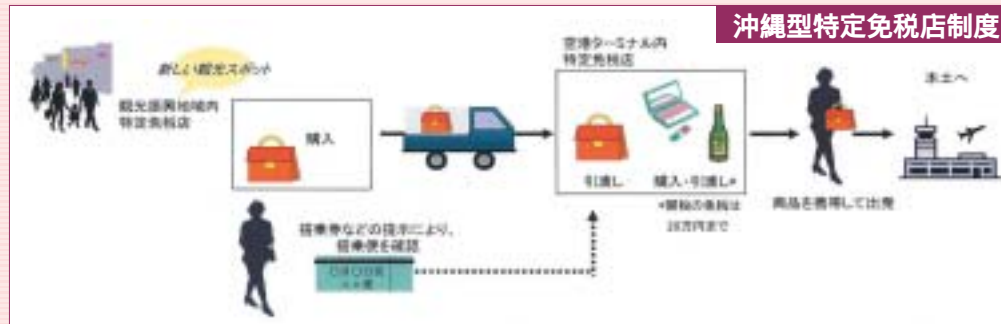 沖縄型特定免税店制度
新しい観光スポット
観光振興地域内
特定免税店
購入
空港ターミナル内
特定免税店
引渡し
購入・引渡し*
*関税の免税は
20万円まで
商品を携帯して出発
本土へ
搭乗券などの提示により、
搭乗便を確認